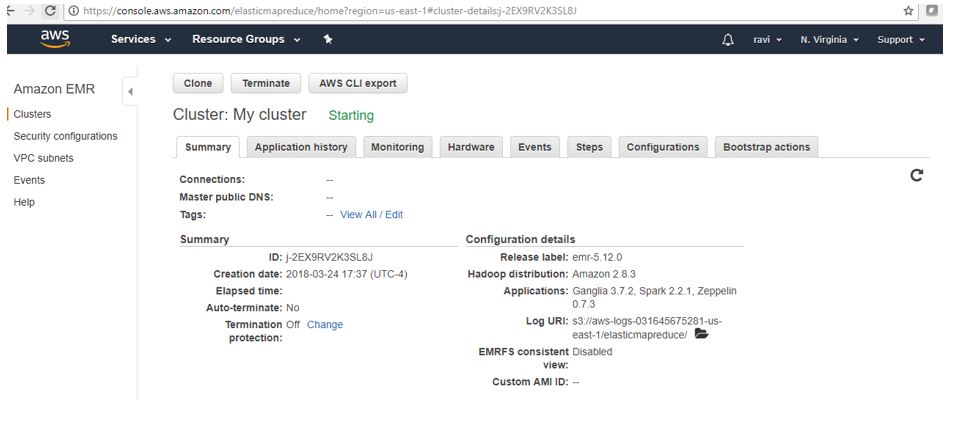 https://console.aws.amazon.com/elasticmapreduce/home?region=us-east-1#cluster-details:j-2EX9RV2K3SL8J
aws Services Resource Groups ravi N. Virginia Support
Amazon EMR
Clusters
Security configurations
VPC subnets
Events
Help
Clone Terminate AWS CLI export
Cluster: My cluster Starting
Summary Application history Monitoring Hardware Events Steps Configurations Bootstrap actions
Connections: --
Master public DNS: --
Tags: -- View All / Edit
Summary
ID: j-2EX9RV2K3SL8J
Creation date: 2018-03-24 17:37 (UTC-4)
Elapsed time:
Auto-terminate: No
Termination Off Change
protection:
Configuration details
Release label: emr-5.12.0
Hadoop distribution: Amazon 2.8.3
Applications: Ganglia 3.7.2, Spark 2.2.1, Zeppelin
0.7.3
Log URI: s3://aws-logs-031645675281-us-
east-1/elasticmapreduce/
EMRFS consistent Disabled
view:
Custom AMI ID: --